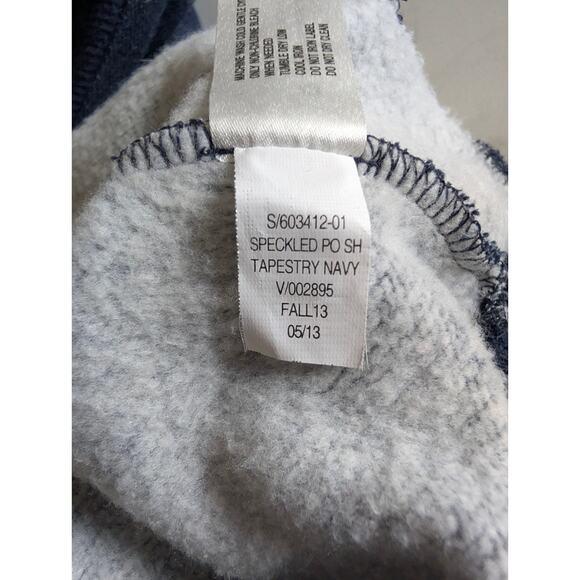 MACHINE WASH COLD GENTLE CYCLE
ONLY NON-CHLORINE BLEACH
WHEN NEEDED
TUMBLE DRY LOW
COOL IRON
DO NOT IRON LABEL
DO NOT DRY CLEAN
S/603412-01
SPECKLED PO SH
TAPESTRY NAVY
V/002895
FALL13
05/13